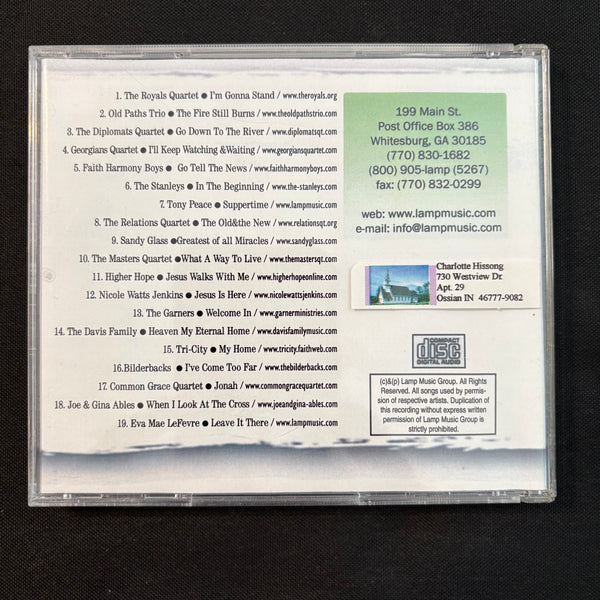 1. The Royals Quartet ● I'm Gonna Stand / www.theroyals.org
2. Old Paths Trio ● The Fire Still Burns / www.theoldpathstrio.com
3. The Diplomats Quartet ● Go Down To The River / www.diplomatsqt.com
4. Georgians Quartet ● I'll Keep Watching &Waiting / www.georgiansquartet.com
5. Faith Harmony Boys ● Go Tell The News / www.faithharmonyboys.com
6. The Stanleys ● In The Beginning / www.the-stanleys.com
7. Tony Peace ● Suppertime / www.lampmusic.com
8. The Relations Quartet ● The Old&the New / www.relationsqt.com
9. Sandy Glass ●Greatest of all Miracles / www.sandyglass.com
10. The Masters Quartet ●What A Way To Live / www.themastersqt.com
11. Higher Hope ● Jesus Walks With Me / www.higherhopeonline.com
12. Nicole Watts Jenkins ● Jesus Is Here / www.nicolewattsjenkins.com
13. The Garners ● Welcome In / www.garnerministries.com
14. The Davis Family ● Heaven My Eternal Home / www.davisfamilymusic.com
15. Tri-City ● My Home / www.tricity.faithweb.com
16.Bilderbacks ● I've Come Too Far / www.thebilderbacks.com
17. Common Grace Quartet ● Jonah / www.commongracequartet.com
18. Joe & Gina Ables ● When I Look At The Cross / www.joeandgina-ables.com
19. Eva Mae LeFevre ● Leave It There / www.lampmusic.com
199 Main St.
Post Office Box 386
Whitesburg, GA 30185
(770) 830-1682
(800) 905-lamp (5267)
fax: (770) 832-0299
web: www.lampmusic.com
e-mail: info@lampmusic.com
Charlotte Hissong
730 Westview Dr.
Apt. 29
Ossian IN 46777-9082
COMPACT
disc
DIGITAL AUDIO
(c)&(p) Lamp Music Group. All Rights
Reserved. All songs used by permis-
sion of respective artists. Duplication of
this recording without express written
permission of Lamp Music Group is
strictly prohibited.